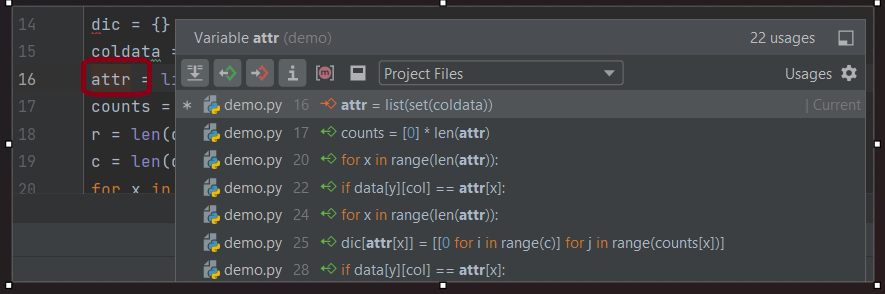 14 dic = {}
15 coldata =
16 attr = li
17 counts =
18 r = len(
19 c = len(
20 for x in
Variable attr (demo) 22 usages
Project Files Usages
* demo.py 16 attr = list(set(coldata)) | Current
demo.py 17 counts = [0] * len(attr)
demo.py 20 for x in range(len(attr)):
demo.py 22 if data[y][col] == attr[x]:
demo.py 24 for x in range(len(attr)):
demo.py 25 dic[attr[x]] = [[0 for i in range(c)] for j in range(counts[x])]
demo.py 28 if data[y][col] == attr[x]: